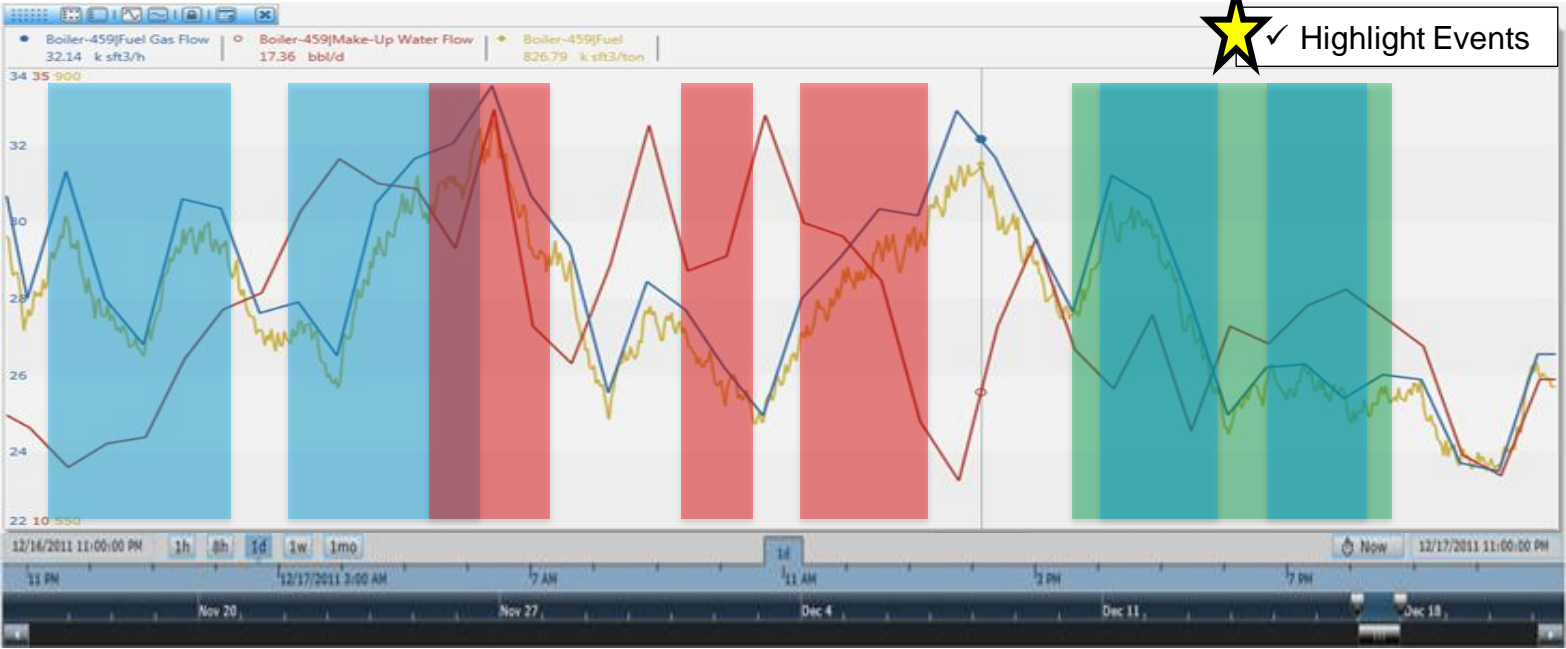 ✓ Highlight Events
Boiler-459|Fuel Gas Flow
32.14 k sft3/h
Boiler-459|Make-Up Water Flow
17.36 bbl/d
Boiler-459|Fuel
826.79 k sft3/ton
34 35 900
32
30
28
26
24
22 10 550
12/16/2011 11:00:00 PM 1h 8h 1d 1w 1mo 1d Now 12/17/2011 11:00:00 PM
11 PM 12/17/2011 3:00 AM 7 AM 11 AM 3 PM 7 PM
Nov 20 Nov 27 Dec 4 Dec 11 Dec 18